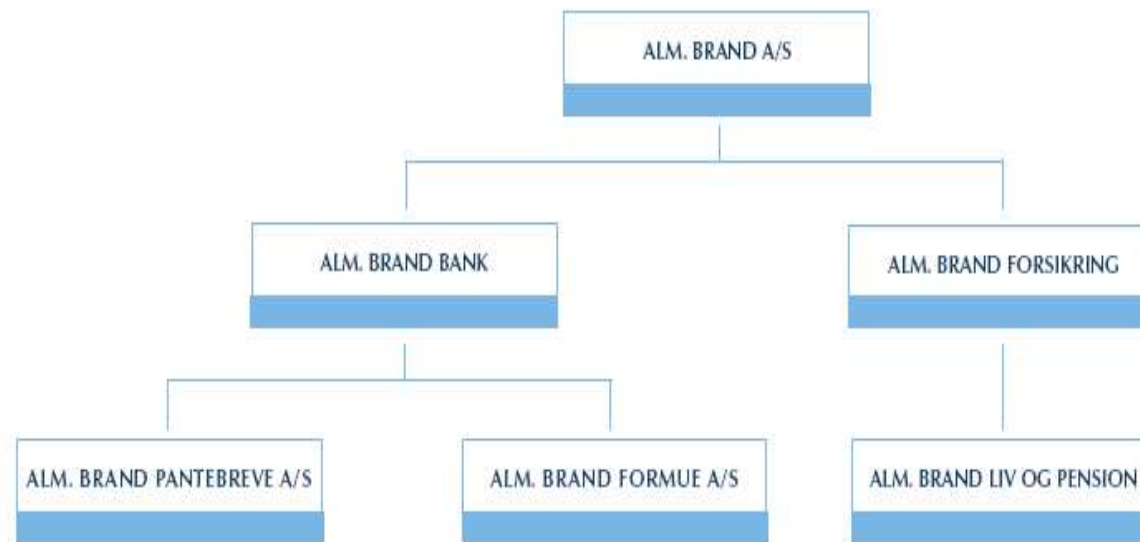 ALM. BRAND A/S
ALM. BRAND BANK
ALM. BRAND FORSIKRING
ALM. BRAND PANTEBREVE A/S
ALM. BRAND FORMUE A/S
ALM. BRAND LIV OG PENSION